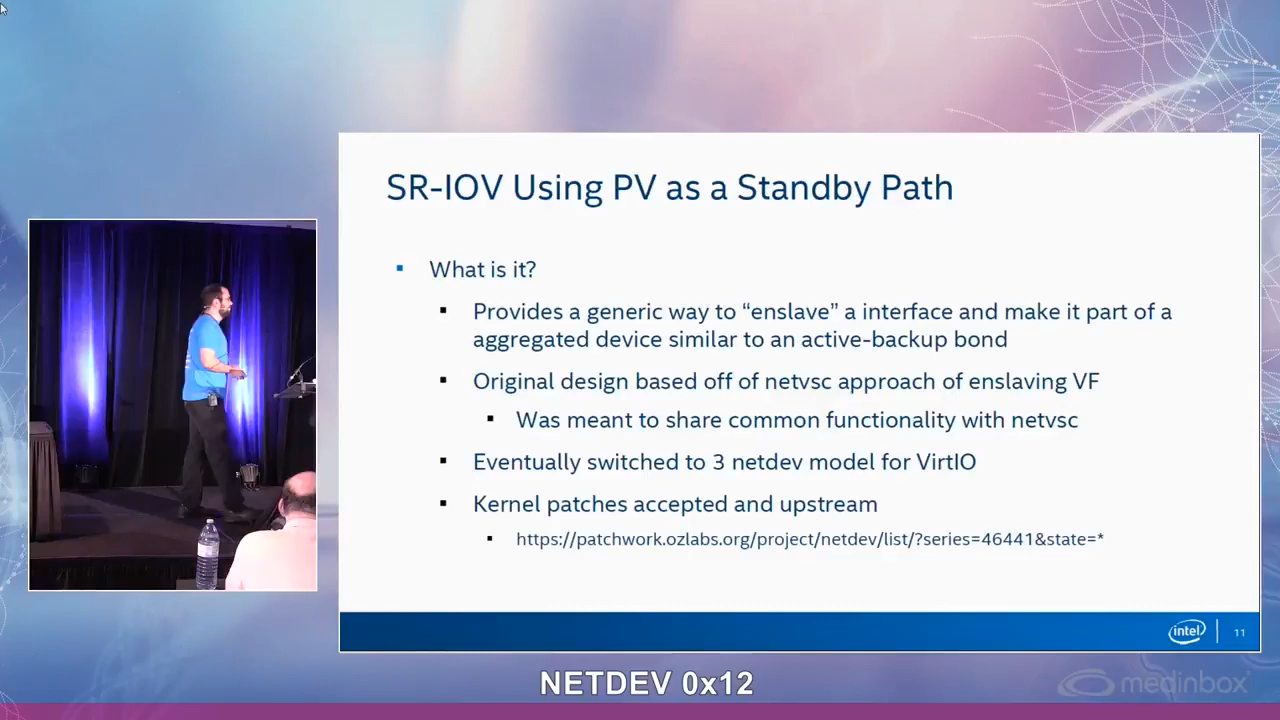 SR-IOV Using PV as a Standby Path
▪ What is it?
▪ Provides a generic way to “enslave” a interface and make it part of a
aggregated device similar to an active-backup bond
▪ Original design based off of netvsc approach of enslaving VF
▪ Was meant to share common functionality with netvsc
▪ Eventually switched to 3 netdev model for VirtIO
▪ Kernel patches accepted and upstream
▪ https://patchwork.ozlabs.org/project/netdev/list/?series=46441&state=*
intel
11
NETDEV 0x12
medinbox